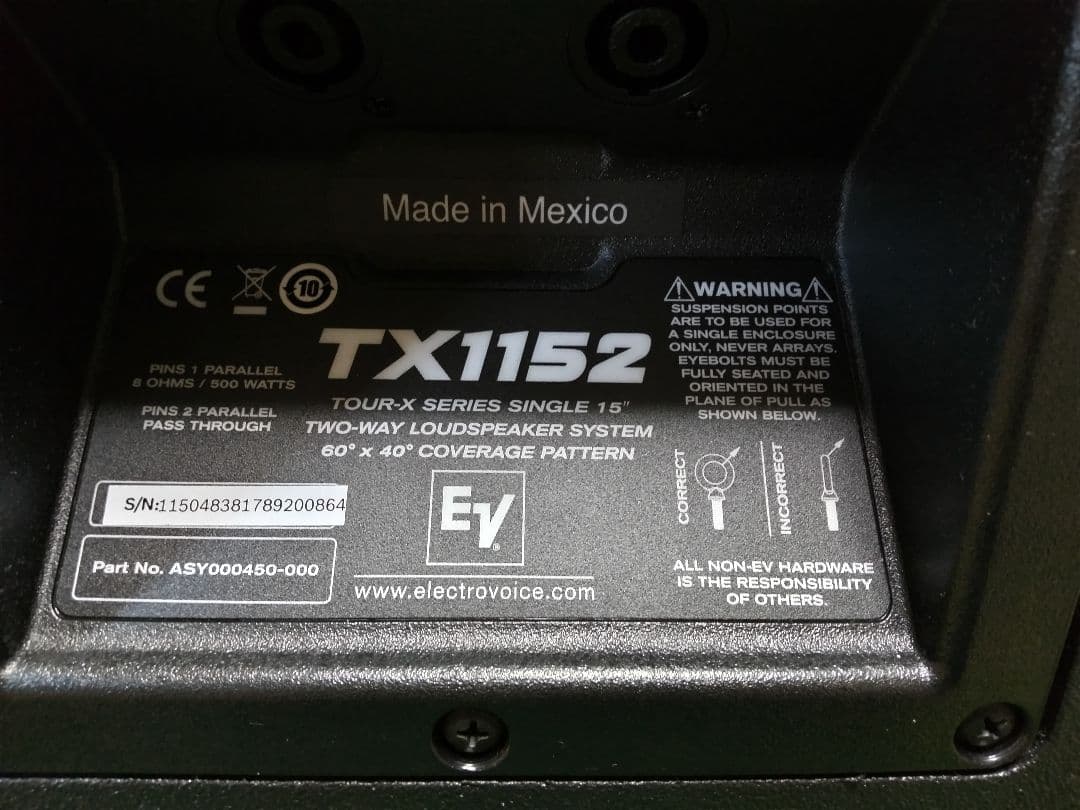 Made in Mexico
CE
10
TX1152
TOUR-X SERIES SINGLE 15"
TWO-WAY LOUDSPEAKER SYSTEM
60° x 40° COVERAGE PATTERN
PINS 1 PARALLEL
8 OHMS / 500 WATTS
PINS 2 PARALLEL
PASS THROUGH
S/N:115048381789200864
Part No. ASY000450-000
EV®
www.electrovoice.com
WARNING
SUSPENSION POINTS
ARE TO BE USED FOR
A SINGLE ENCLOSURE
ONLY, NEVER ARRAYS.
EYEBOLTS MUST BE
FULLY SEATED AND
ORIENTED IN THE
PLANE OF PULL AS
SHOWN BELOW.
CORRECT
INCORRECT
ALL NON-EV HARDWARE
IS THE RESPONSIBILITY
OF OTHERS.